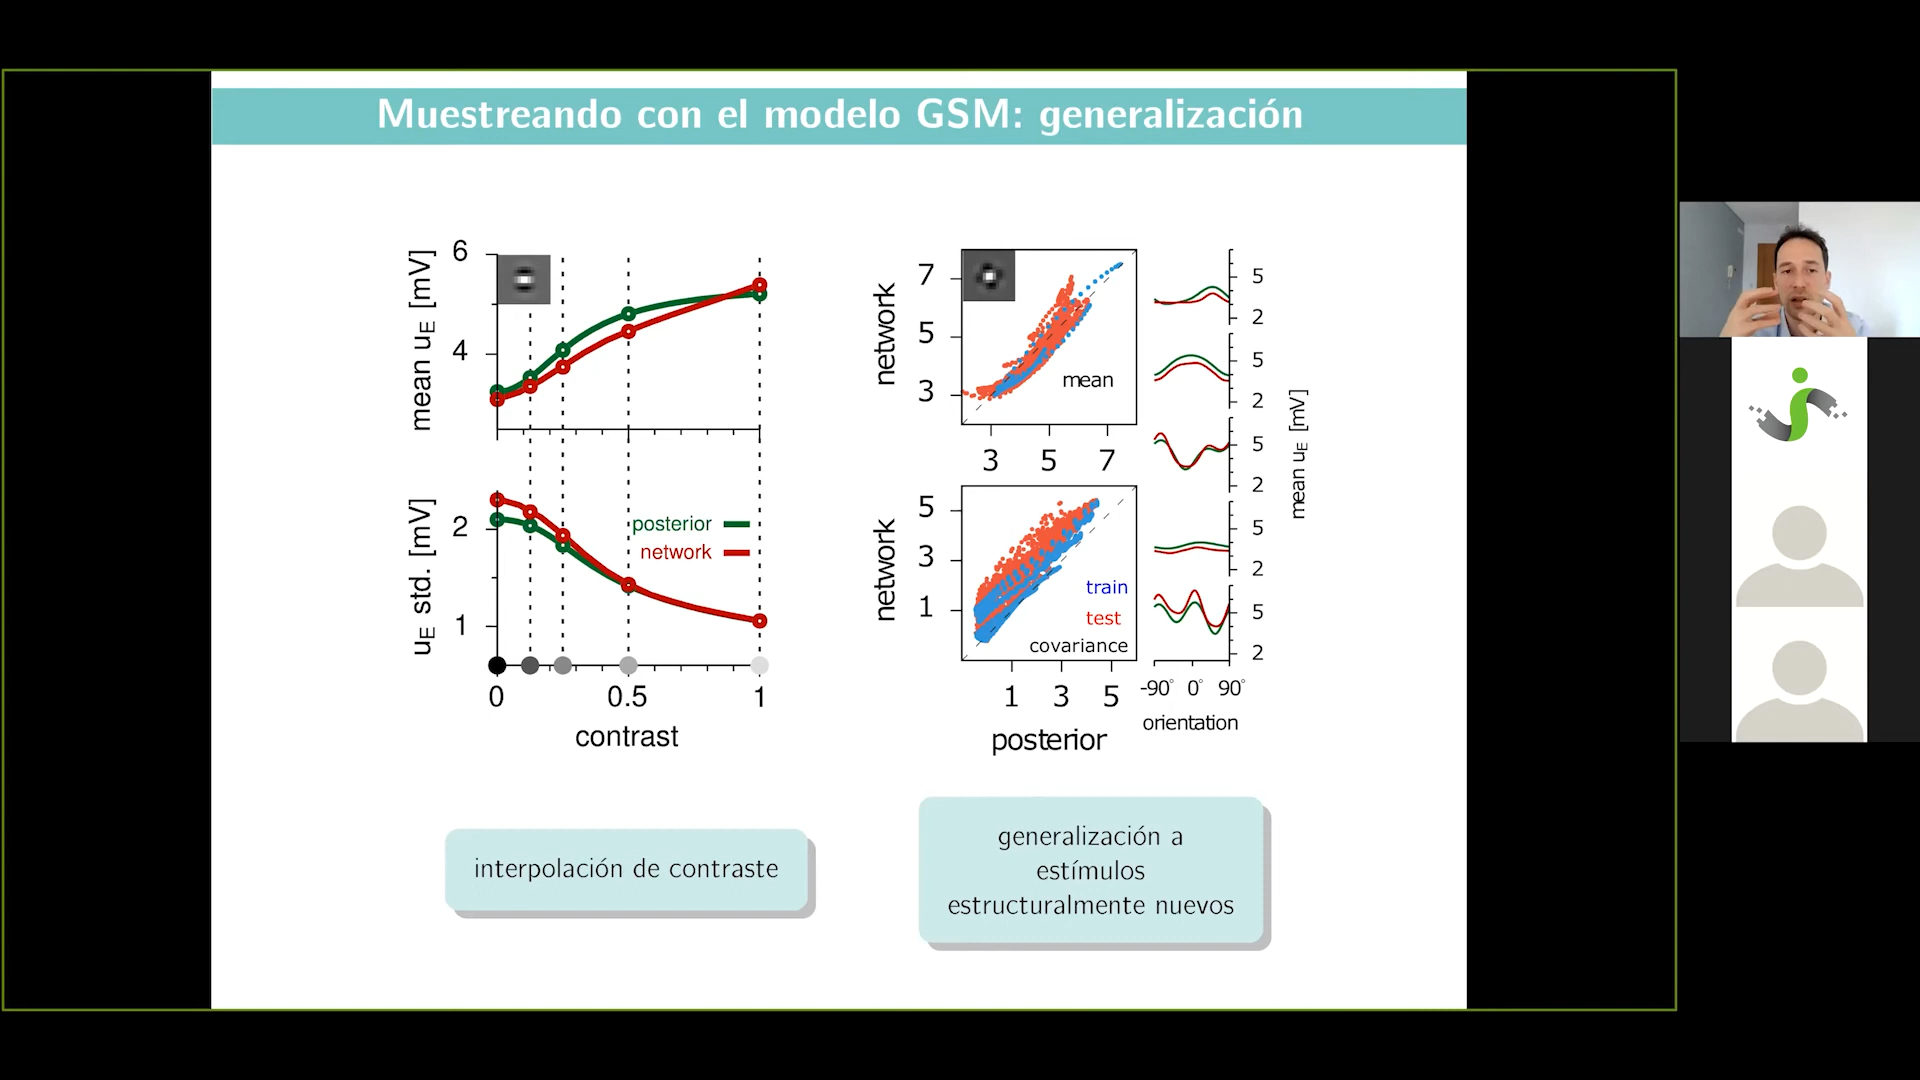 Muestreando con el modelo GSM: generalización
mean uE [mV]
6
4
uE std. [mV]
2
1
posterior
network
0
0.5
1
contrast
network
7
5
3
mean
3
5
7
network
5
3
1
train
test
covariance
1
3
5
posterior
5
2
5
2
5
2
5
2
5
2
mean uE [mV]
-90° 0° 90°
orientation
interpolación de contraste
generalización a
estímulos
estructuralmente nuevos